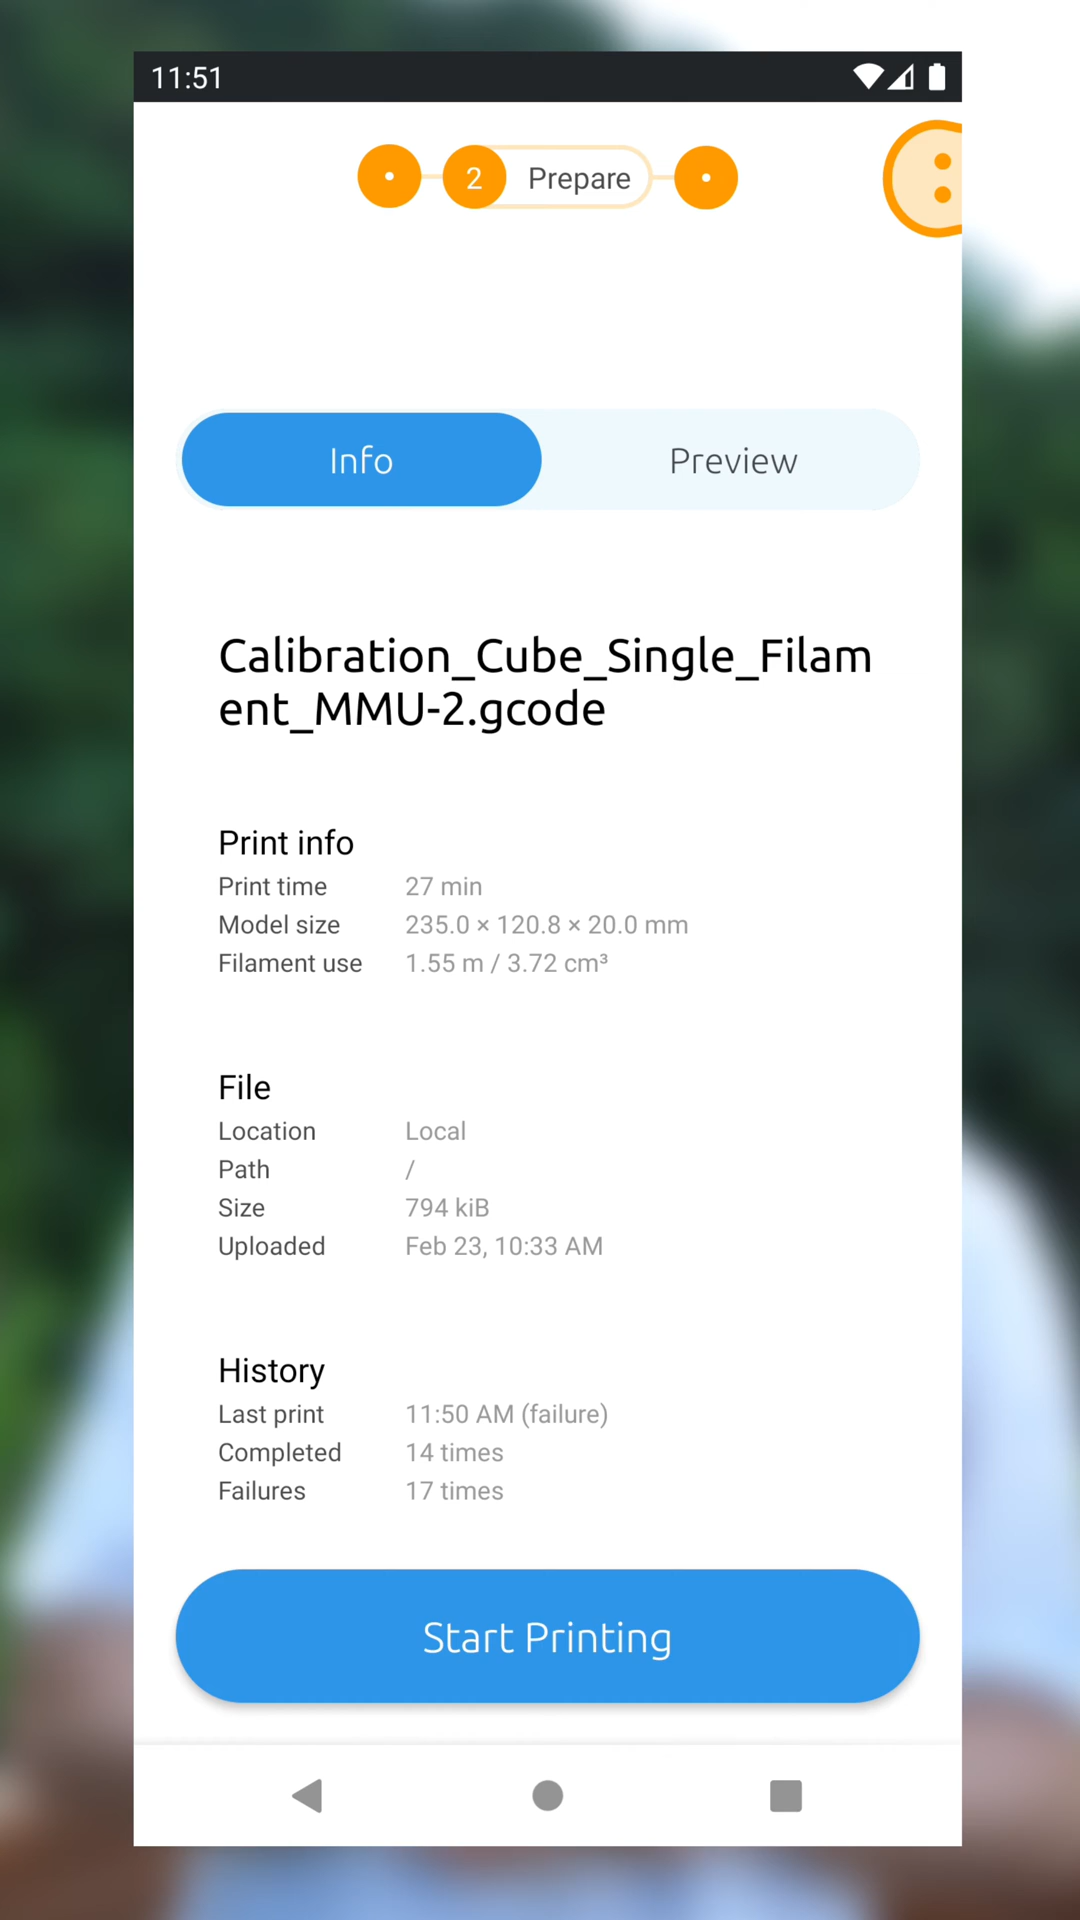 11:51
2 Prepare
Info Preview
Calibration_Cube_Single_Filam
ent_MMU-2.gcode
Print info
Print time 27 min
Model size 235.0 × 120.8 × 20.0 mm
Filament use 1.55 m / 3.72 cm³
File
Location Local
Path /
Size 794 kiB
Uploaded Feb 23, 10:33 AM
History
Last print 11:50 AM (failure)
Completed 14 times
Failures 17 times
Start Printing